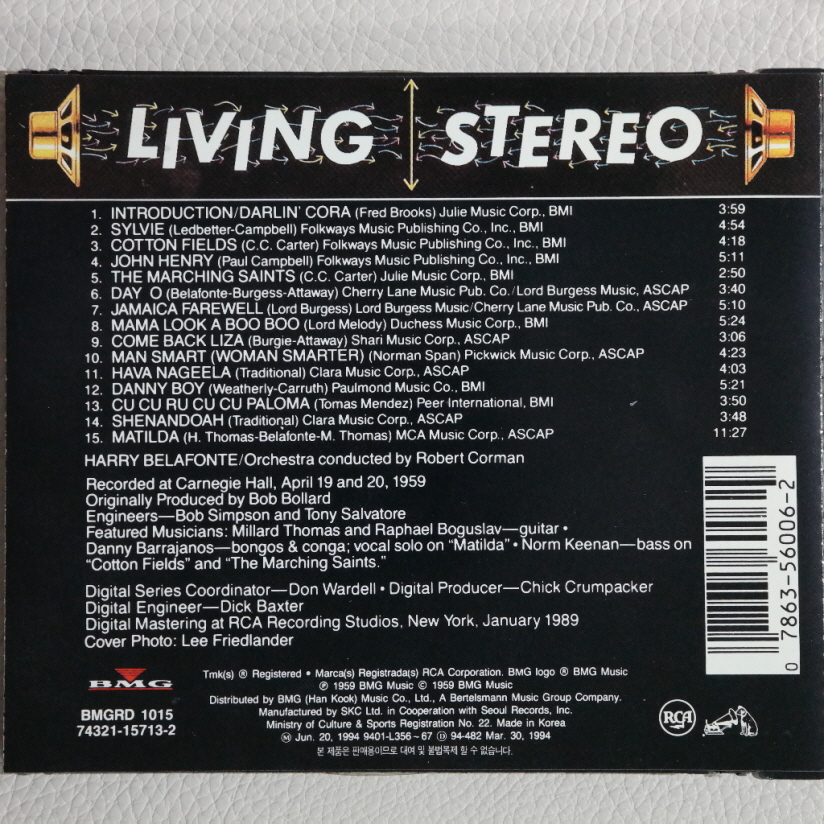 LIVING STEREO
1. INTRODUCTION/DARLIN' CORA (Fred Brooks) Julie Music Corp., BMI 3:59
2. SYLVIE (Ledbetter-Campbell) Folkways Music Publishing Co., Inc., BMI 4:54
3. COTTON FIELDS (C.C. Carter) Folkways Music Publishing Co., Inc., BMI 4:18
4. JOHN HENRY (Paul Campbell) Folkways Music Publishing Co., Inc., BMI 5:11
5. THE MARCHING SAINTS (C.C. Carter) Julie Music Corp., BMI 2:50
6. DAY O (Belafonte-Burgess-Attaway) Cherry Lane Music Pub. Co./Lord Burgess Music, ASCAP 3:40
7. JAMAICA FAREWELL (Lord Burgess) Lord Burgess Music/Cherry Lane Music Pub. Co., ASCAP 5:10
8. MAMA LOOK A BOO BOO (Lord Melody) Duchess Music Corp., BMI 5:24
9. COME BACK LIZA (Burgie-Attaway) Shari Music Corp., ASCAP 3:06
10. MAN SMART (WOMAN SMARTER) (Norman Span) Pickwick Music Corp., ASCAP 4:23
11. HAVA NAGEELA (Traditional) Clara Music Corp., ASCAP 4:03
12. DANNY BOY (Weatherly-Carruth) Paulmond Music Co., BMI 5:21
13. CU CU RU CU CU PALOMA (Tomas Mendez) Peer International, BMI 3:50
14. SHENANDOAH (Traditional) Clara Music Corp., ASCAP 3:48
15. MATILDA (H. Thomas-Belafonte-M. Thomas) MCA Music Corp., ASCAP 11:27
HARRY BELAFONTE/Orchestra conducted by Robert Corman
Recorded at Carnegie Hall, April 19 and 20, 1959
Originally Produced by Bob Bollard
Engineers—Bob Simpson and Tony Salvatore
Featured Musicians: Millard Thomas and Raphael Boguslav—guitar •
Danny Barrajanos—bongos & conga; vocal solo on "Matilda" • Norm Keenan—bass on
"Cotton Fields" and "The Marching Saints."
Digital Series Coordinator—Don Wardell • Digital Producer—Chick Crumpacker
Digital Engineer—Dick Baxter
Digital Mastering at RCA Recording Studios, New York, January 1989
Cover Photo: Lee Friedlander
0 7863-56006-2
BMG
BMGRD 1015
74321-15713-2
Tmk(s) ® Registered • Marca(s) Registrada(s) RCA Corporation. BMG logo ® BMG Music
℗ 1959 BMG Music © 1959 BMG Music
Distributed by BMG (Han Kook) Music Co., Ltd., A Bertelsmann Music Group Company.
Manufactured by SKC Ltd. in Cooperation with Seoul Records, Inc.
Ministry of Culture & Sports Registration No. 22. Made in Korea
Ⓜ Jun. 20, 1994 9401-L356~67 Ⓓ 94-482 Mar. 30, 1994
본 제품은 판매용이므로 대여 및 불법복제 할 수 없습니다.
RCA